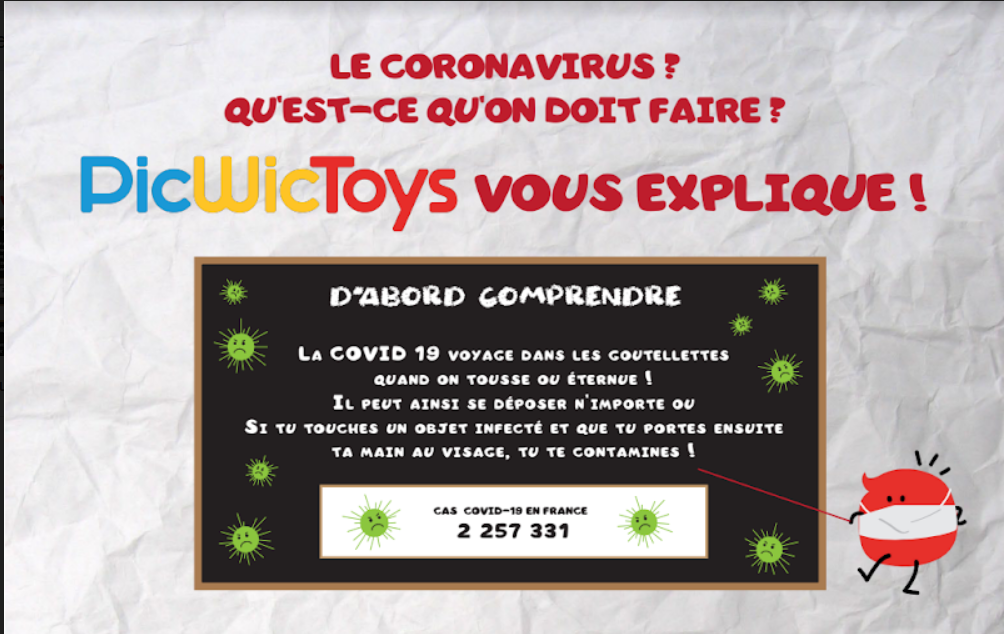 LE CORONAVIRUS ?
QU'EST-CE QU'ON DOIT FAIRE ?
PicWicToys VOUS EXPLIQUE !
D'ABORD COMPRENDRE
LA COVID 19 VOYAGE DANS LES GOUTELLETTES
QUAND ON TOUSSE OU ÉTERNUE !
IL PEUT AINSI SE DÉPOSER N'IMPORTE OU
SI TU TOUCHES UN OBJET INFECTÉ ET QUE TU PORTES ENSUITE
TA MAIN AU VISAGE, TU TE CONTAMINES !
CAS COVID-19 EN FRANCE
2 257 331